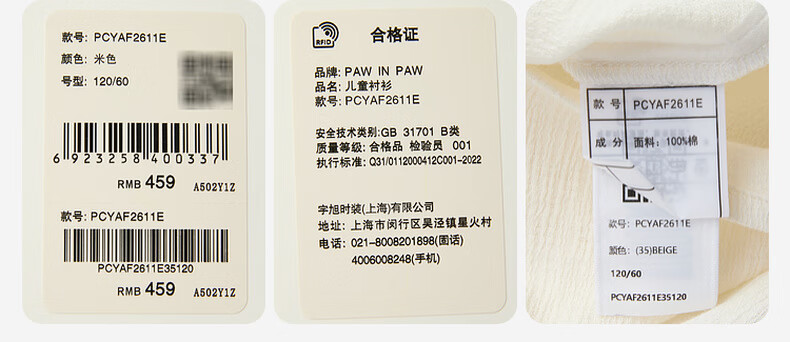 款号: PCYAF2611E
颜色: 米色
号型: 120/60
6 923258 400337
RMB 459 A502Y1Z
款号: PCYAF2611E
PCYAF2611E35120
RMB 459 A502Y1Z
RFID
合格证
品牌: PAW IN PAW
品名: 儿童衬衫
款号: PCYAF2611E
安全技术类别:GB 31701 B类
质量等级: 合格品 检验员 001
执行标准: Q31/0112000412C001-2022
宇旭时装(上海)有限公司
地址: 上海市闵行区吴泾镇星火村
电话: 021-8008201898(固话)
4006008248(手机)
款号 PCYAF2611E
成分 面料: 100%棉
款号: PCYAF2611E
颜色: (35)BEIGE
120/60
PCYAF2611E35120